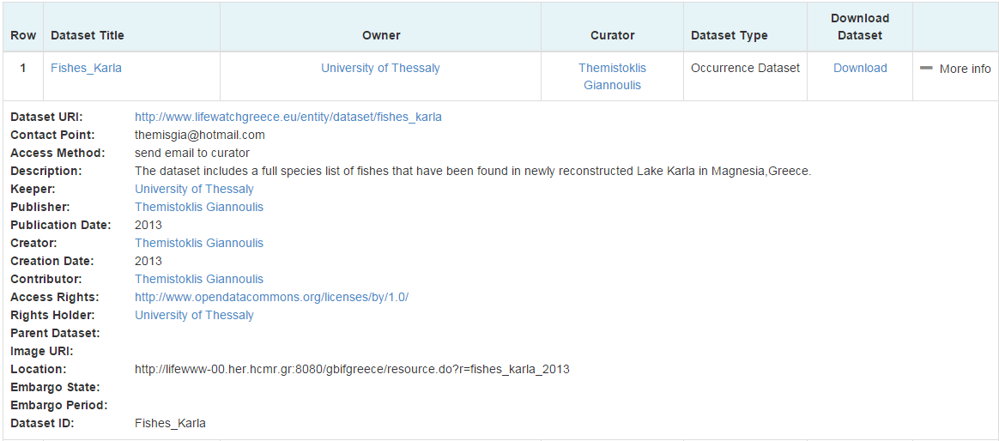 Row Dataset Title Owner Curator Dataset Type Download Dataset
1 Fishes_Karla University of Thessaly Themistoklis Giannoulis Occurrence Dataset Download More info
Dataset URI: http://www.lifewatchgreece.eu/entity/dataset/fishes_karla
Contact Point: themisgia@hotmail.com
Access Method: send email to curator
Description: The dataset includes a full species list of fishes that have been found in newly reconstructed Lake Karla in Magnesia,Greece.
Keeper: University of Thessaly
Publisher: Themistoklis Giannoulis
Publication Date: 2013
Creator: Themistoklis Giannoulis
Creation Date: 2013
Contributor: Themistoklis Giannoulis
Access Rights: http://www.opendatacommons.org/licenses/by/1.0/
Rights Holder: University of Thessaly
Parent Dataset:
Image URI:
Location: http://lifewww-00.her.hcmr.gr:8080/gbifgreece/resource.do?r=fishes_karla_2013
Embargo State:
Embargo Period:
Dataset ID: Fishes_Karla